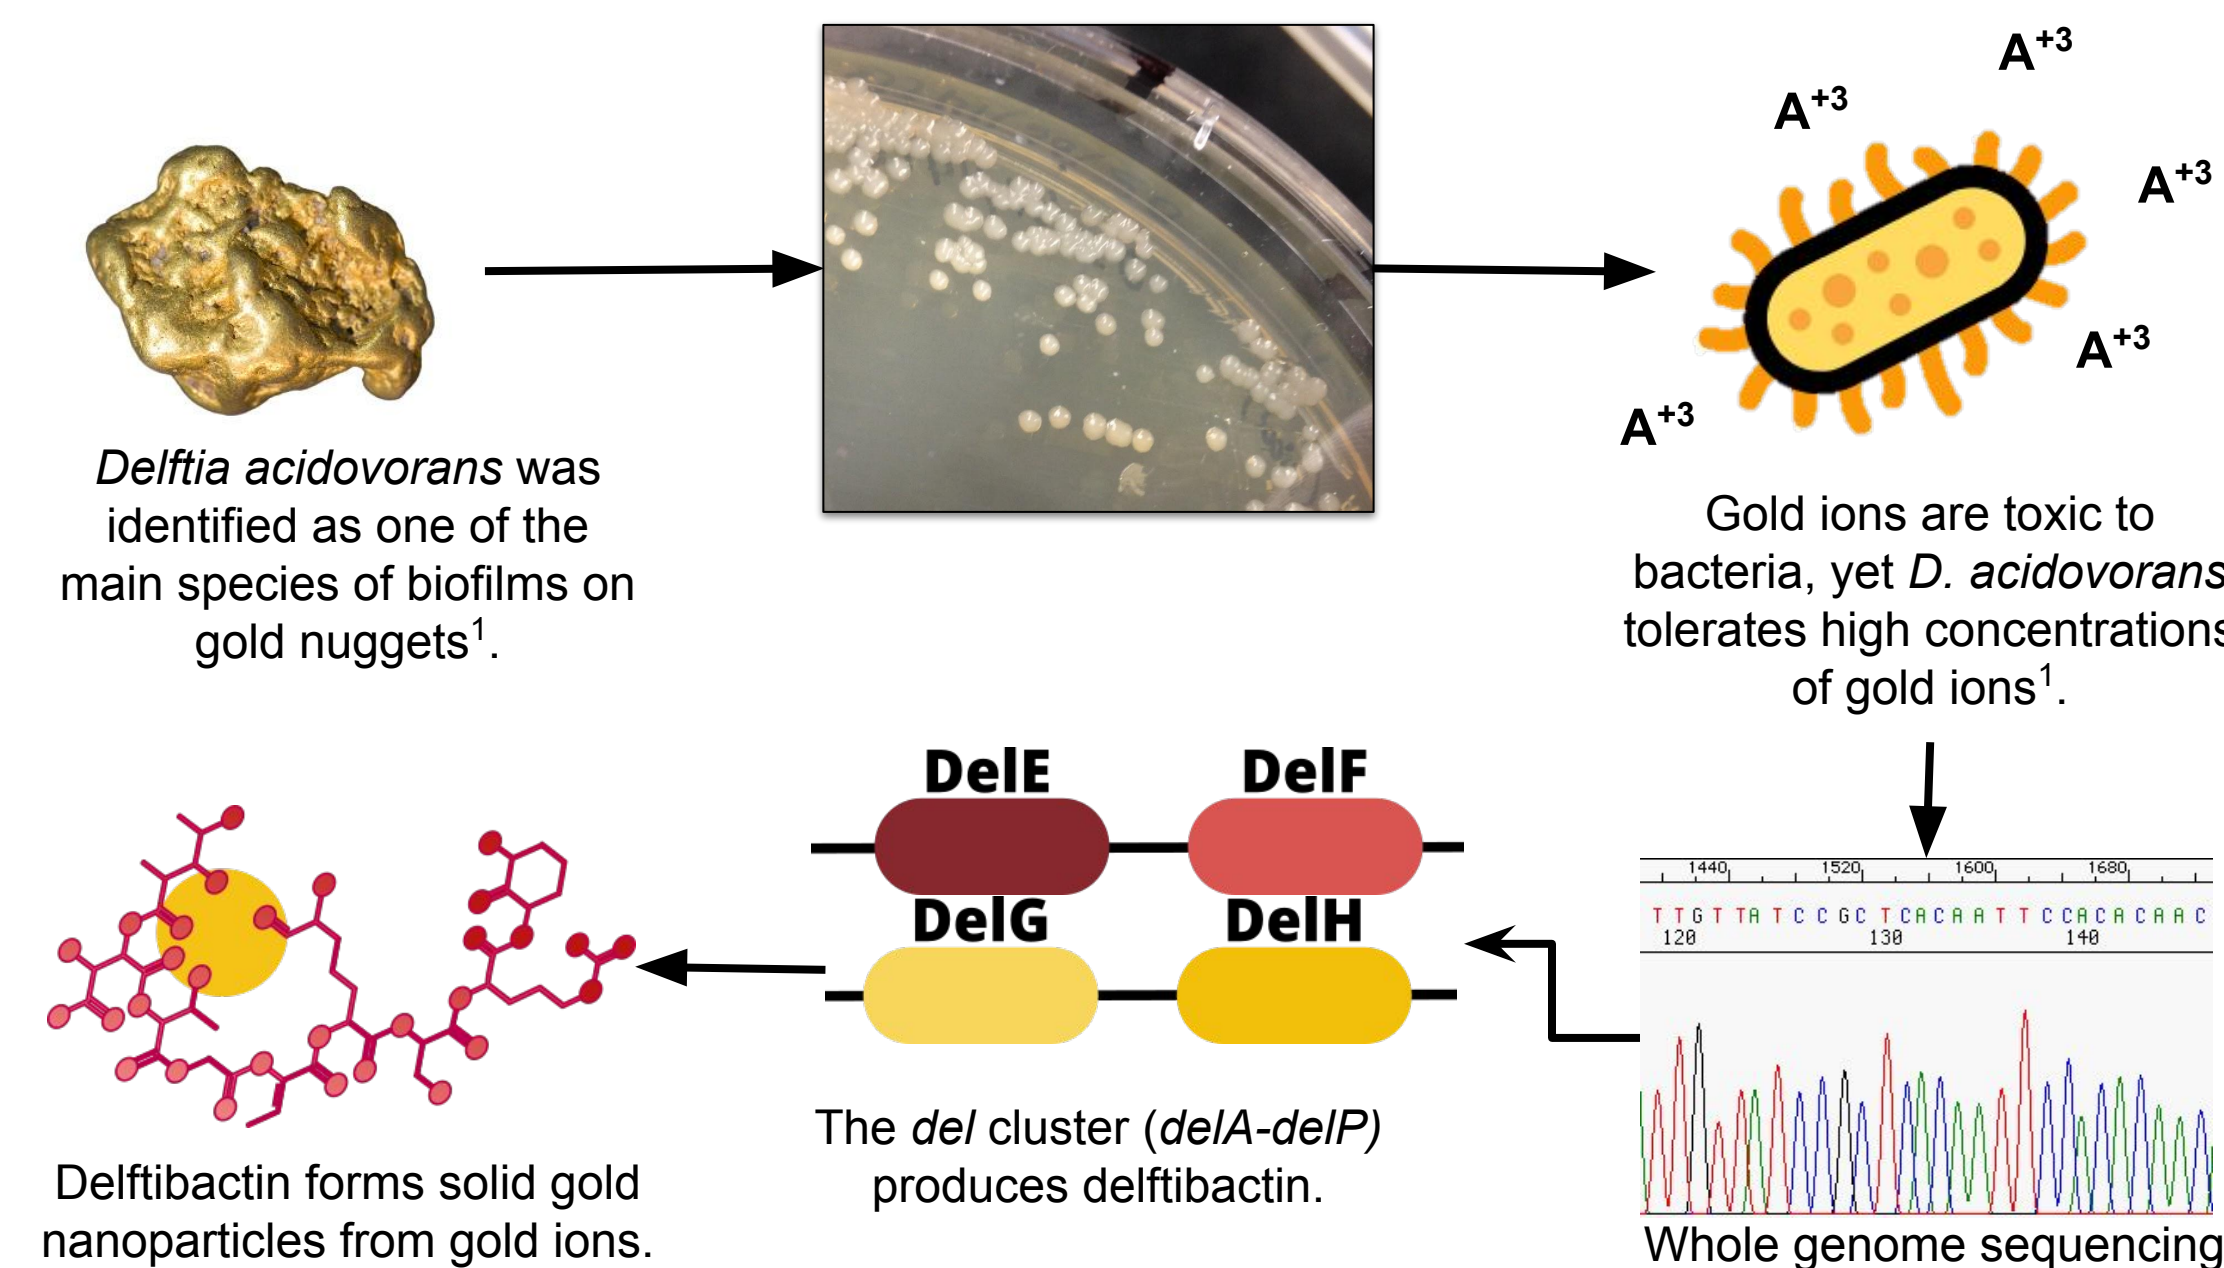 A+3
A+3
A+3
A+3
A+3
Delftia acidovorans was
identified as one of the
main species of biofilms on
gold nuggets1.
Gold ions are toxic to
bacteria, yet D. acidovorans
tolerates high concentrations
of gold ions1.
DelE DelF
DelG DelH
The del cluster (delA-delP)
produces delftibactin.
Delftibactin forms solid gold
nanoparticles from gold ions.
1440 1520 1600 1680
T T G T T A T C C G C T C A C A A T T C C A C A C A A C
120 130 140
Whole genome sequencing